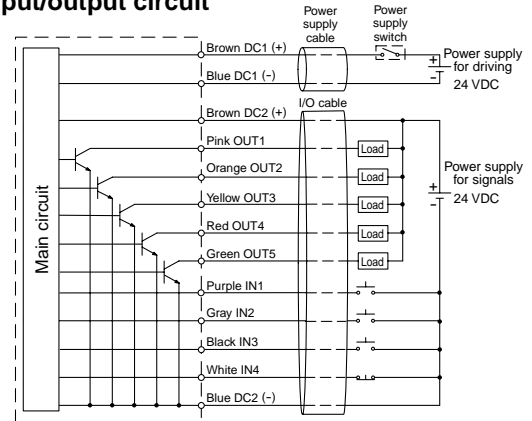 put/output circuit
Power supply cable
Power supply switch
Brown DC1 (+)
Blue DC1 (-)
Power supply for driving
+
-
24 VDC
I/O cable
Brown DC2 (+)
Pink OUT1
Load
Orange OUT2
Load
Yellow OUT3
Load
Red OUT4
Load
Green OUT5
Load
Power supply for signals
+
-
24 VDC
Main circuit
Purple IN1
Gray IN2
Black IN3
White IN4
Blue DC2 (-)